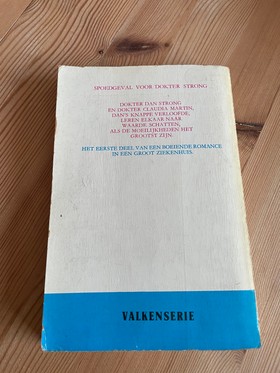 SPOEDGEVAL VOOR DOKTER STRONG
DOKTER DAN STRONG
EN DOKTER CLAUDIA MARTIN,
DAN'S KNAPPE VERLOOFDE,
LEREN ELKAAR NAAR
WAARDE SCHATTEN,
ALS DE MOEILIJKHEDEN HET
GROOTST ZIJN.
HET EERSTE DEEL VAN EEN BOEIENDE ROMANCE
IN EEN GROOT ZIEKENHUIS.
VALKENSERIE